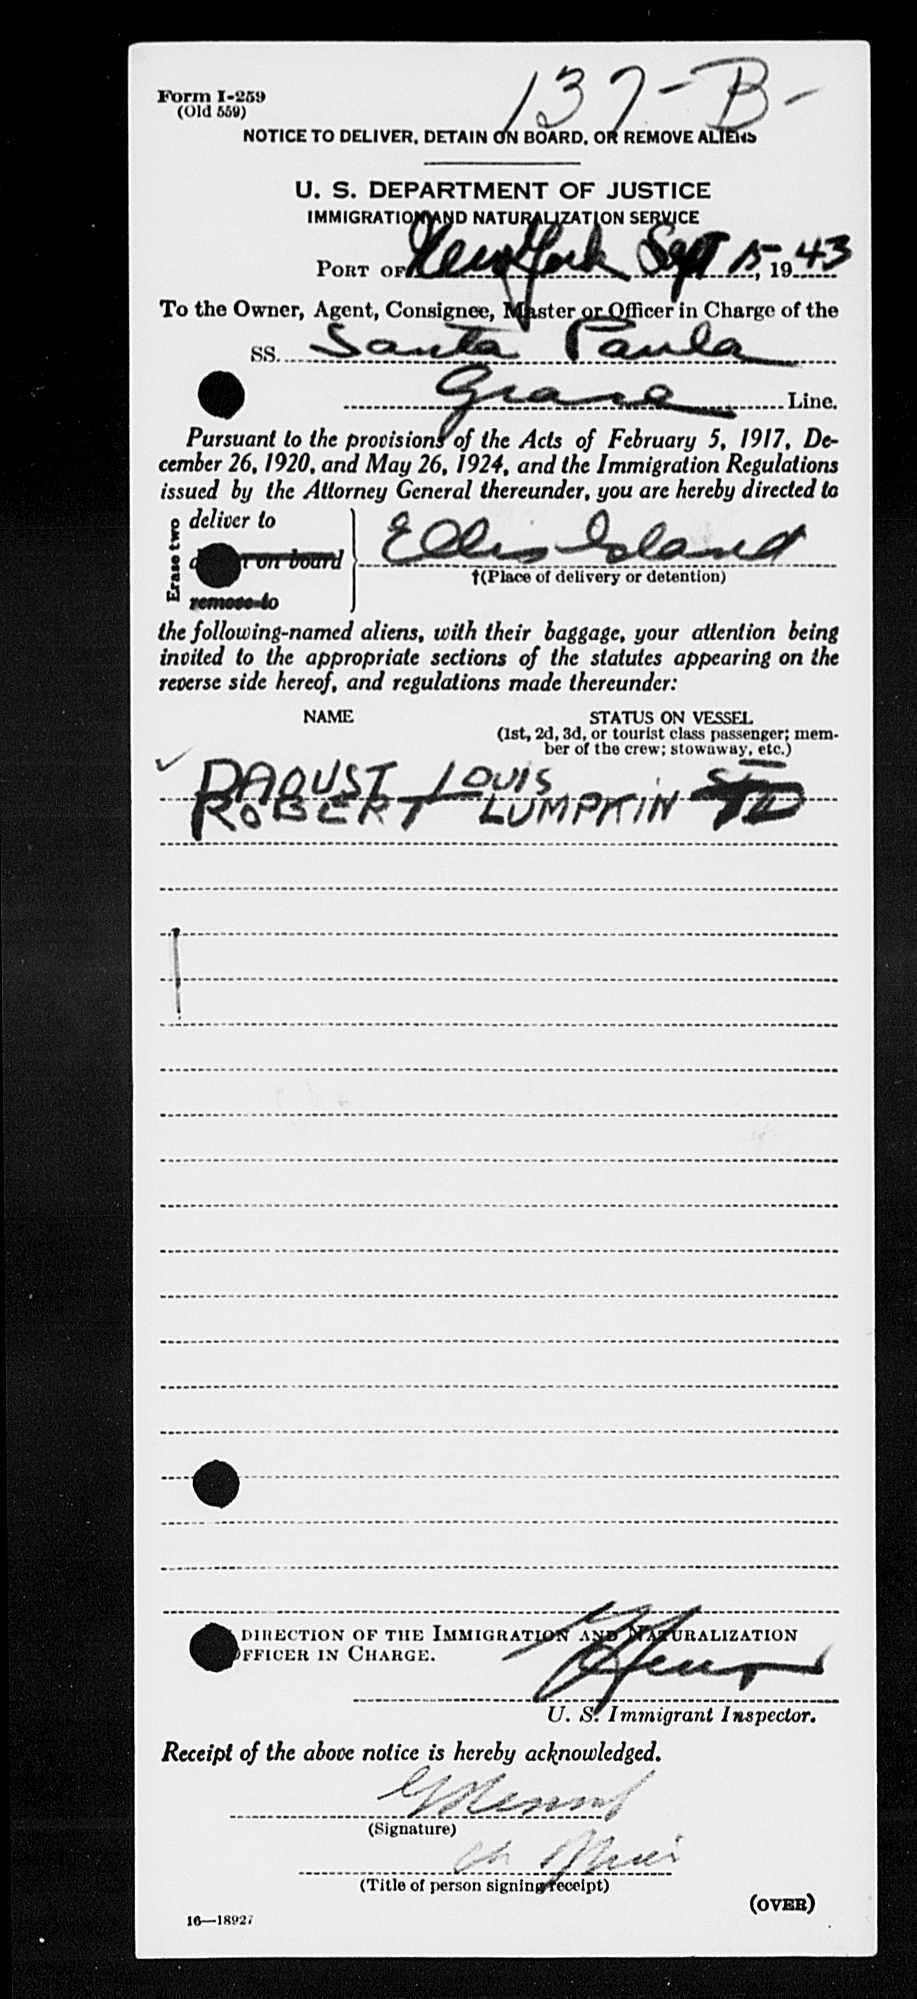 137-B-
Form I-259
(Old 559)
NOTICE TO DELIVER, DETAIN ON BOARD, OR REMOVE ALIENS
U. S. DEPARTMENT OF JUSTICE
IMMIGRATION AND NATURALIZATION SERVICE
PORT OF New York Sept 15, 1943
To the Owner, Agent, Consignee, Master or Officer in Charge of the
SS. Santa Paula
Grace Line.
Pursuant to the provisions of the Acts of February 5, 1917, De-
cember 26, 1920, and May 26, 1924, and the Immigration Regulations
issued by the Attorney General thereunder, you are hereby directed to
Erase two
deliver to
on board
remove to
Ellis Island
†(Place of delivery or detention)
the following-named aliens, with their baggage, your attention being
invited to the appropriate sections of the statutes appearing on the
reverse side hereof, and regulations made thereunder:
NAME STATUS ON VESSEL
(1st, 2d, 3d, or tourist class passenger; mem-
ber of the crew; stowaway, etc.)
DAOUST LOUIS
ROBERT LUMPKIN
DIRECTION OF THE IMMIGRATION AND NATURALIZATION
OFFICER IN CHARGE.
U. S. Immigrant Inspector.
Receipt of the above notice is hereby acknowledged.
(Signature)
(Title of person signing receipt)
(OVER)
16—18927